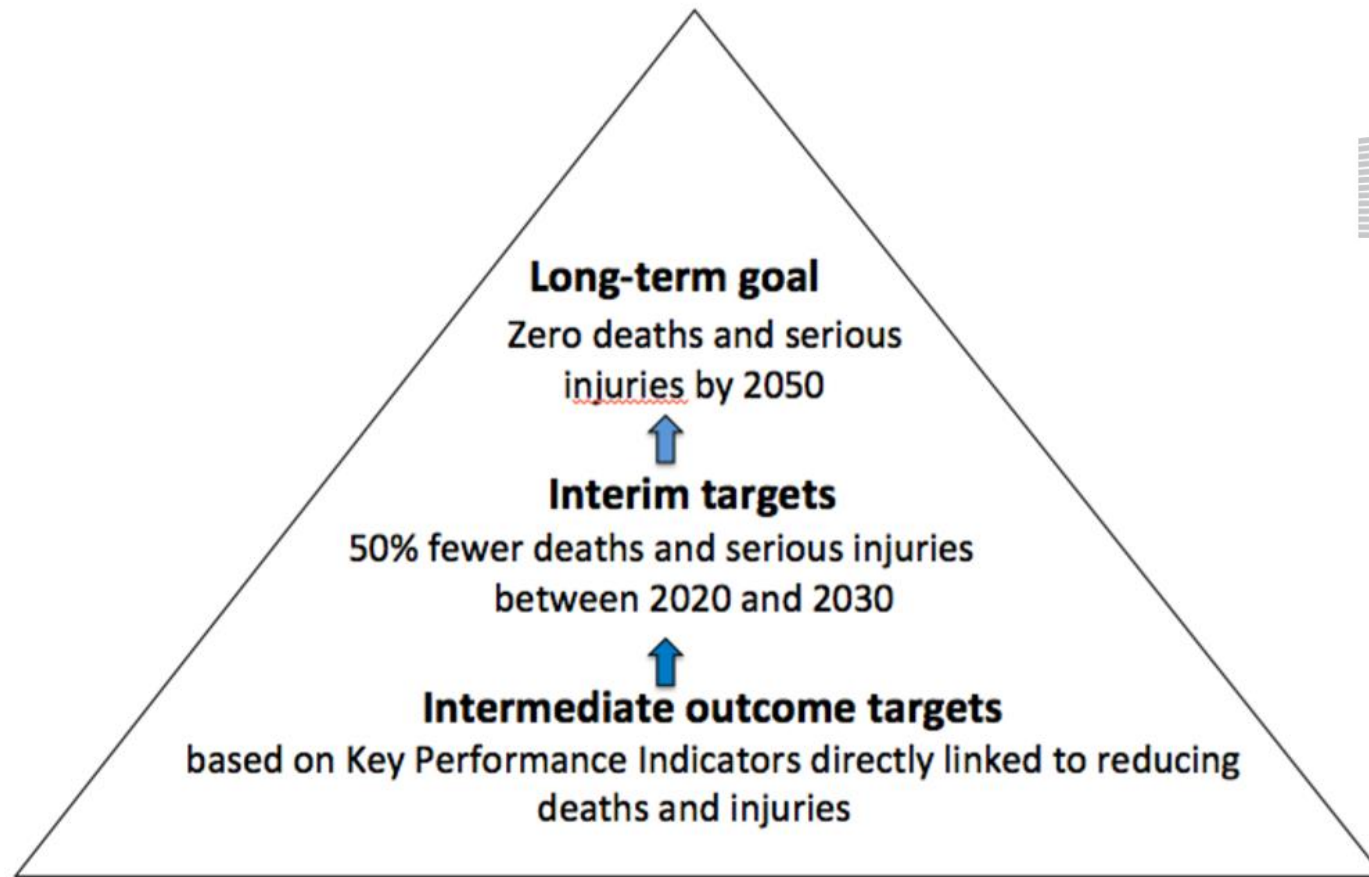 Long-term goal
Zero deaths and serious
injuries by 2050
Interim targets
50% fewer deaths and serious injuries
between 2020 and 2030
Intermediate outcome targets
based on Key Performance Indicators directly linked to reducing
deaths and injuries